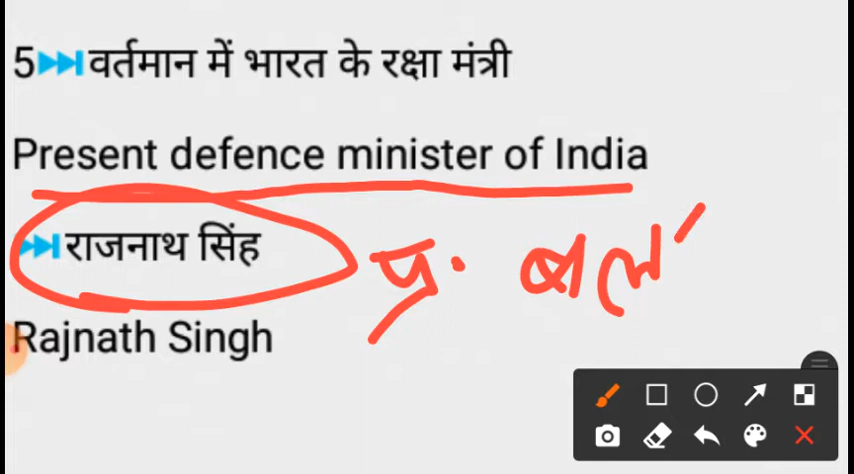 5⏭वर्तमान में भारत के रक्षा मंत्री
Present defence minister of India
⏭राजनाथ सिंह
Rajnath Singh